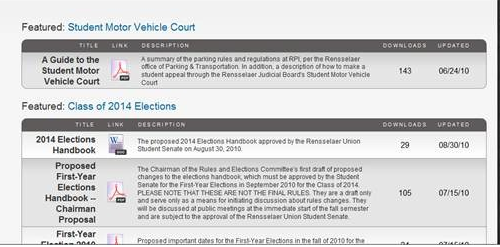 Featured: Student Motor Vehicle Court
TITLE LINK DESCRIPTION DOWNLOADS UPDATED
A Guide to the
Student Motor
Vehicle Court
A summary of the parking rules and regulations at RPI, per the Rensselaer
office of Parking & Transportation. In addition, a description of how to make a
student appeal through the Rensselaer Judicial Board's Student Motor Vehicle
Court
143 06/24/10
Featured: Class of 2014 Elections
TITLE LINK DESCRIPTION DOWNLOADS UPDATED
2014 Elections
Handbook
The proposed 2014 Elections Handbook approved by the Rensselaer Union
Student Senate on August 30, 2010.
29 08/30/10
Proposed
First-Year
Elections
Handbook --
Chairman
Proposal
The Chairman of the Rules and Elections Committee's first draft of proposed
changes to the elections handbook, which must be approved by the Student
Senate for the First-Year Elections in September 2010 for the Class of 2014.
PLEASE NOTE THAT THESE ARE NOT THE FINAL RULES. They are a draft only
and serve only as a means for initiating discussion about rules changes. They
will be discussed at public meetings at the immediate start of the fall semester
and are subject to the approval of the Rensselaer Union Student Senate.
105 07/15/10
First-Year
Election 2010
Proposed important dates for the First-Year Elections in the fall of 2010 for the